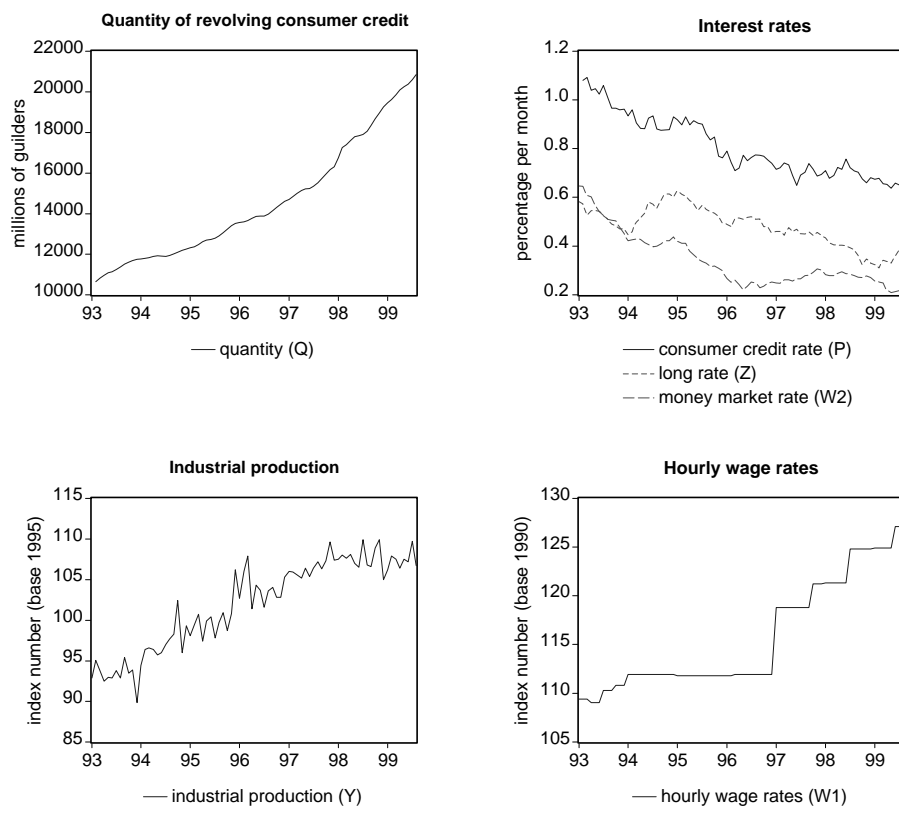 Quantity of revolving consumer credit
22000
20000
18000
16000
14000
12000
10000
millions of guilders
93 94 95 96 97 98 99
quantity (Q)
Interest rates
1.2
1.0
0.8
0.6
0.4
0.2
percentage per month
93 94 95 96 97 98 99
consumer credit rate (P)
long rate (Z)
money market rate (W2)
Industrial production
115
110
105
100
95
90
85
index number (base 1995)
93 94 95 96 97 98 99
industrial production (Y)
Hourly wage rates
130
125
120
115
110
105
index number (base 1990)
93 94 95 96 97 98 99
hourly wage rates (W1)